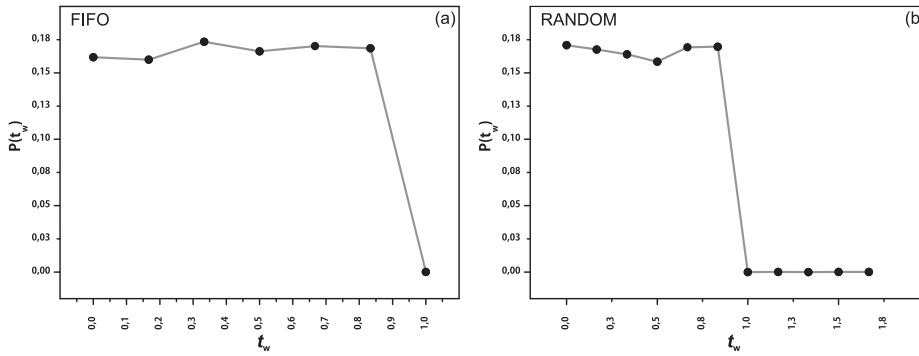 FIFO
(a)
0,18
0,15
0,13
0,10
0,08
0,05
0,03
0,00
P(t_w)
0,0 0,1 0,2 0,3 0,4 0,5 0,6 0,7 0,8 0,9 1,0
t_w
RANDOM
(b)
0,18
0,15
0,13
0,10
0,08
0,05
0,03
0,00
P(t_w)
0,0 0,3 0,5 0,8 1,0 1,3 1,5 1,8
t_w